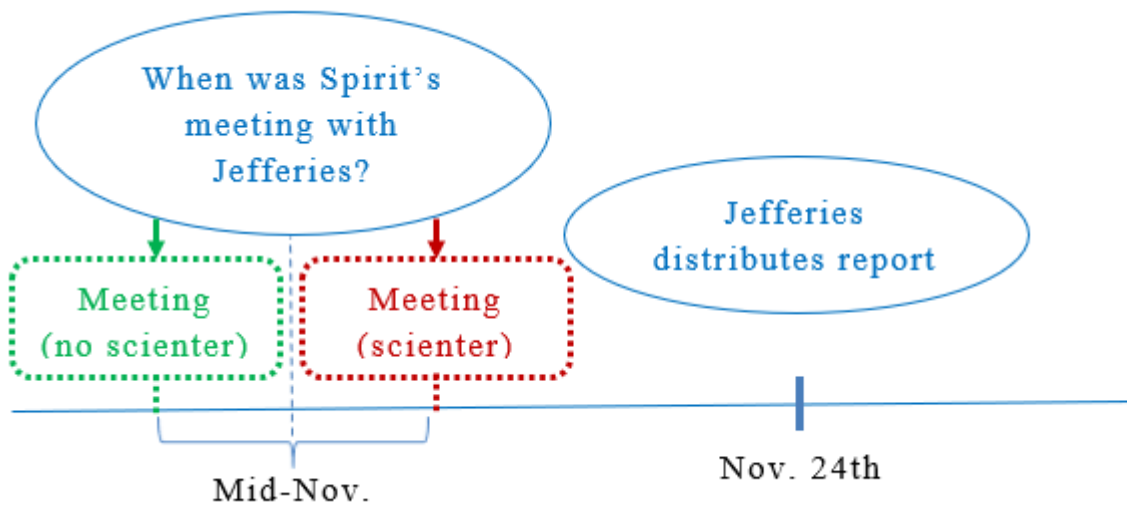 When was Spirit’s
meeting with
Jefferies?
Jefferies
distributes report
Meeting
(no scienter)
Meeting
(scienter)
Mid-Nov.
Nov. 24th